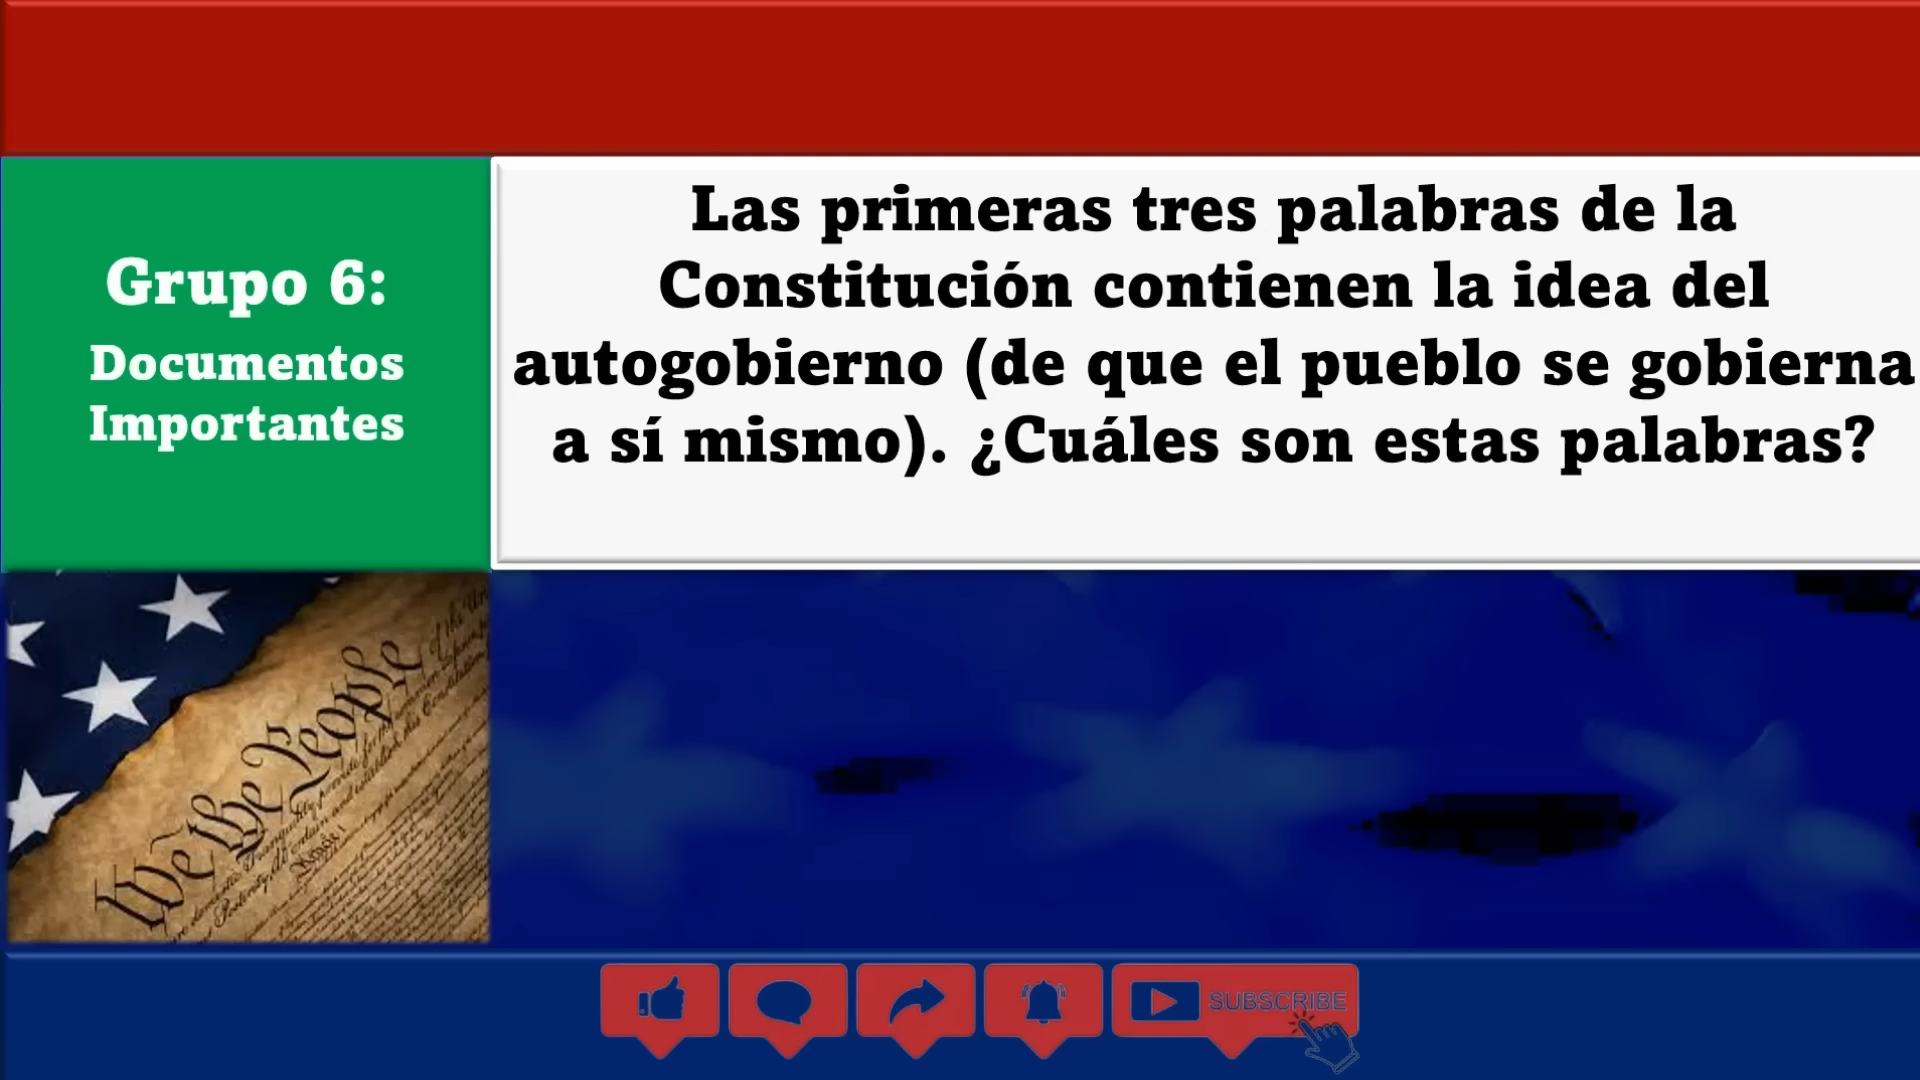 Grupo 6:
Documentos
Importantes
Las primeras tres palabras de la
Constitución contienen la idea del
autogobierno (de que el pueblo se gobierna
a sí mismo). ¿Cuáles son estas palabras?
We the People
SUBSCRIBE